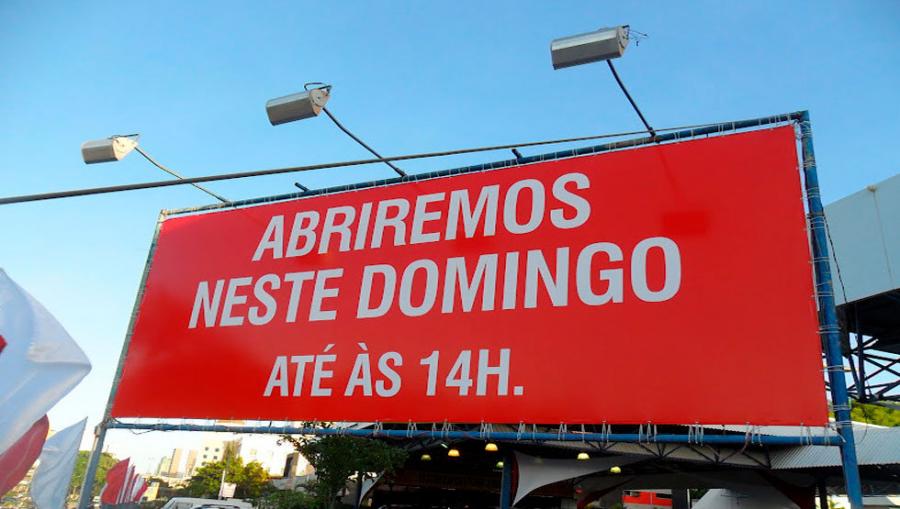 ABRIREMOS
NESTE DOMINGO
ATÉ ÀS 14H.